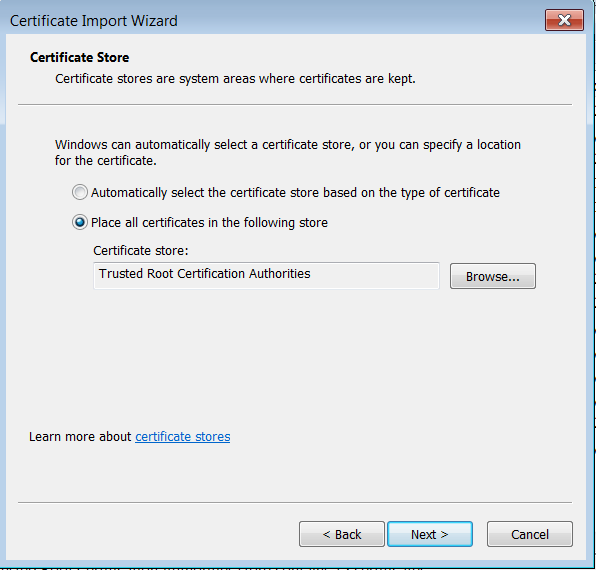 Certificate Import Wizard
Certificate Store
Certificate stores are system areas where certificates are kept.
Windows can automatically select a certificate store, or you can specify a location
for the certificate.
Automatically select the certificate store based on the type of certificate
Place all certificates in the following store
Certificate store:
Trusted Root Certification Authorities
Browse...
Learn more about certificate stores
< Back
Next >
Cancel